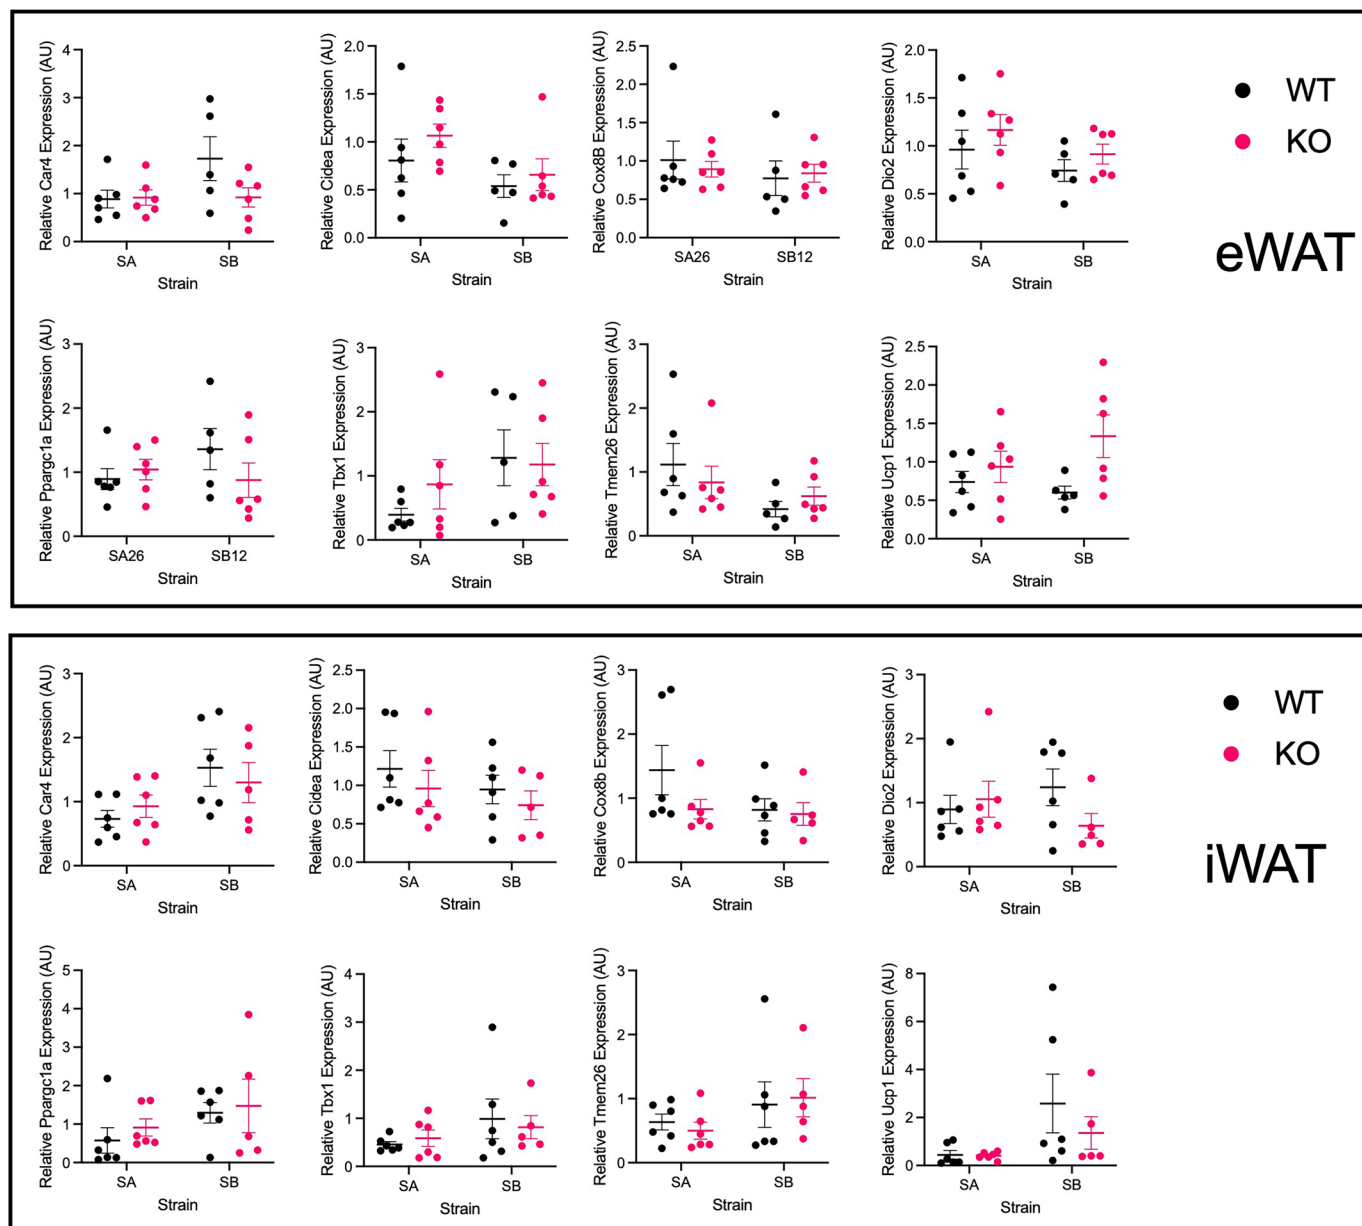 Relative Car4 Expression (AU)
4
3
2
1
0
SA SB
Strain
Relative Cidea Expression (AU)
2.0
1.5
1.0
0.5
0.0
SA SB
Strain
Relative Cox8B Expression (AU)
2.5
2.0
1.5
1.0
0.5
0.0
SA26 SB12
Strain
Relative Dio2 Expression (AU)
2.0
1.5
1.0
0.5
0.0
SA SB
Strain
WT
KO
eWAT
Relative Ppargc1a Expression (AU)
3
2
1
0
SA26 SB12
Strain
Relative Tbx1 Expression (AU)
3
2
1
0
SA SB
Strain
Relative Tmem26 Expression (AU)
3
2
1
0
SA SB
Strain
Relative Ucp1 Expression (AU)
2.5
2.0
1.5
1.0
0.5
0.0
SA SB
Strain
Relative Car4 Expression (AU)
3
2
1
0
SA SB
Strain
Relative Cidea Expression (AU)
2.5
2.0
1.5
1.0
0.5
0.0
SA SB
Strain
Relative Cox8b Expression (AU)
3
2
1
0
SA SB
Strain
Relative Dio2 Expression (AU)
3
2
1
0
SA SB
Strain
WT
KO
iWAT
Relative Ppargc1a Expression (AU)
5
4
3
2
1
0
SA SB
Strain
Relative Tbx1 Expression (AU)
4
3
2
1
0
SA SB
Strain
Relative Tmem26 Expression (AU)
3
2
1
0
SA SB
Strain
Relative Ucp1 Expression (AU)
8
6
4
2
0
SA SB
Strain